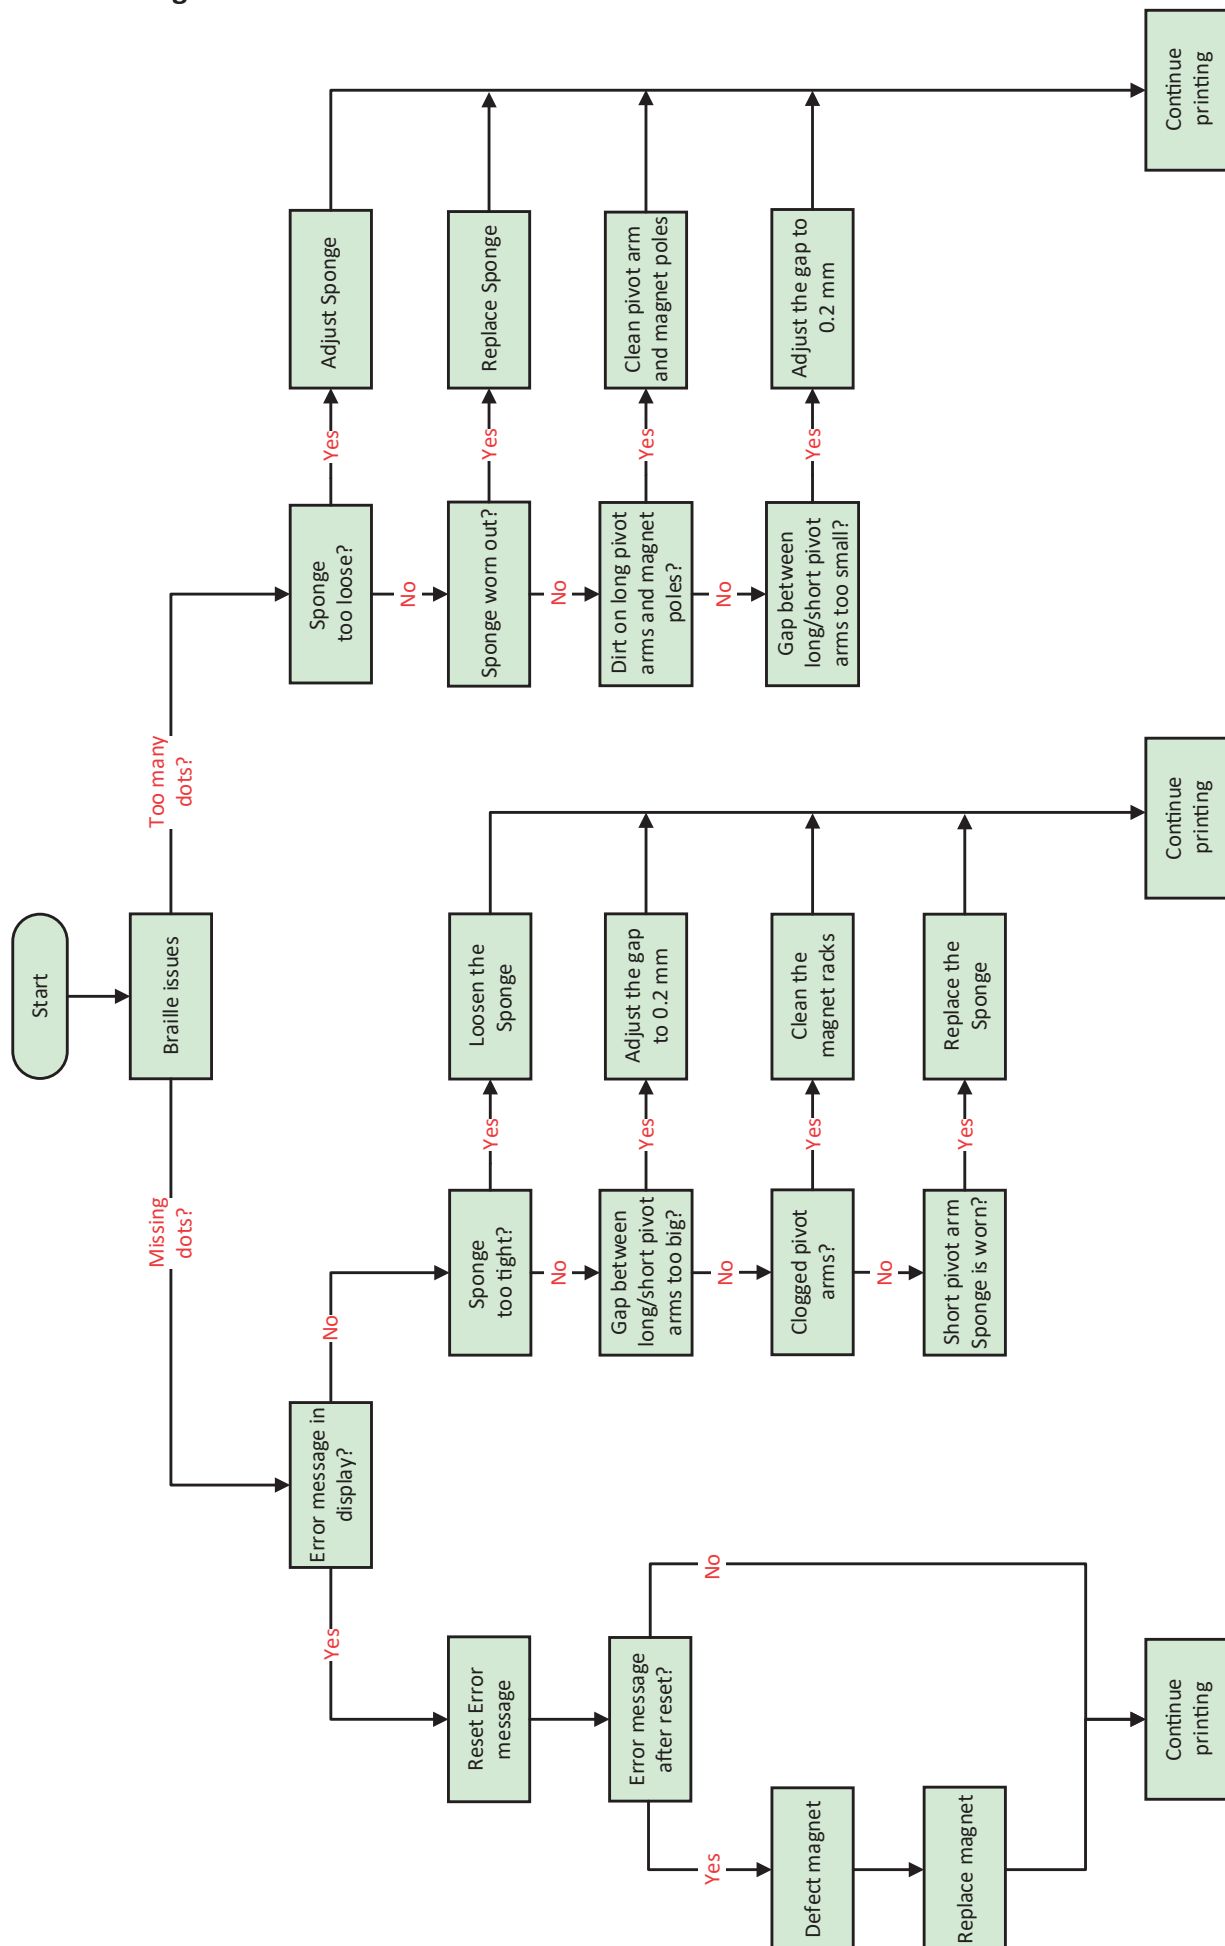 Start
Braille issues
Missing
dots?
Too many
dots?
Error message in
display?
Yes
No
Reset Error
message
Error message
after reset?
Yes
No
Defect magnet
Replace magnet
Continue
printing
Sponge
too tight?
Yes
Loosen the
Sponge
No
Gap between
long/short pivot
arms too big?
Yes
Adjust the gap
to 0.2 mm
No
Clogged pivot
arms?
Yes
Clean the
magnet racks
No
Short pivot arm
Sponge is worn?
Yes
Replace the
Sponge
Continue
printing
Sponge
too loose?
Yes
Adjust Sponge
No
Sponge worn out?
Yes
Replace Sponge
No
Dirt on long pivot
arms and magnet
poles?
Yes
Clean pivot arm
and magnet poles
No
Gap between
long/short pivot
arms too small?
Yes
Adjust the gap to
0.2 mm
Continue
printing